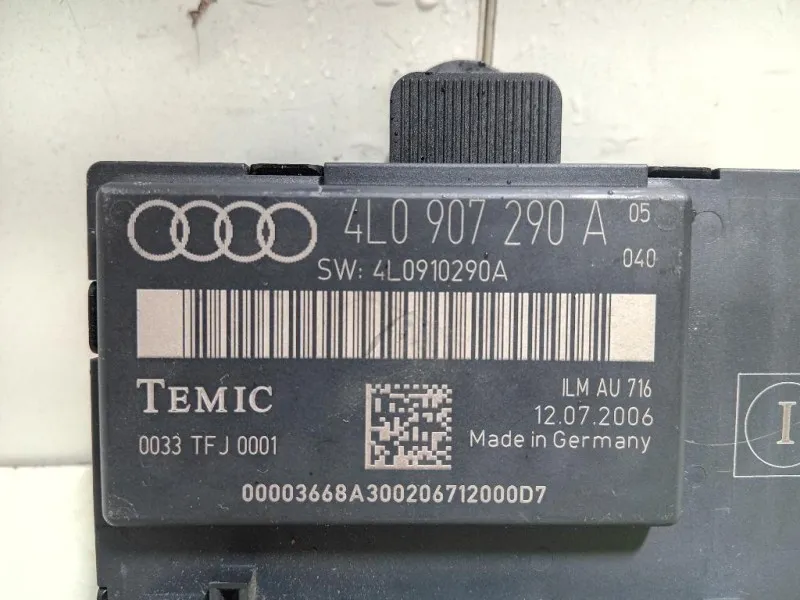 4L0 907 290 A 05
040
SW: 4L0910290A
TEMIC
ILM AU 716
12.07.2006
0033 TFJ 0001
Made in Germany
00003668A300206712000D7
I